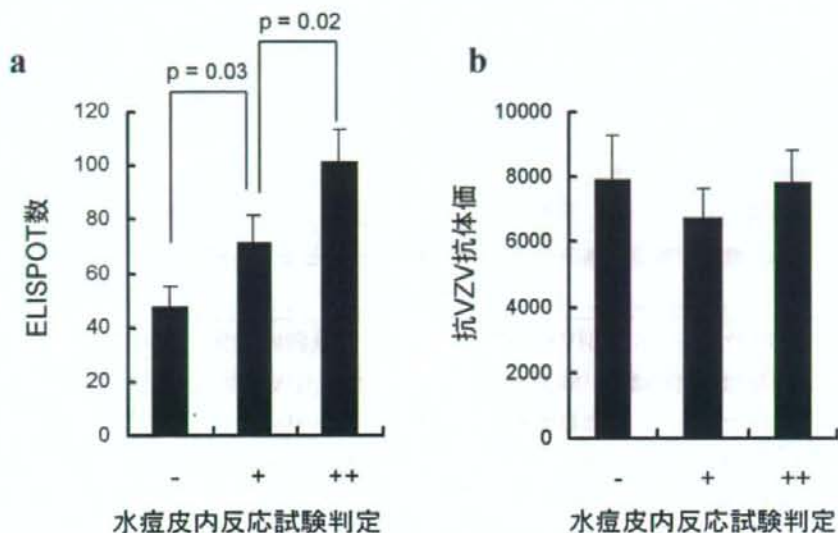 a
p = 0.02
p = 0.03
120
100
80
60
40
20
0
ELISPOT数
- + ++
水痘皮内反応試験判定
b
10000
8000
6000
4000
2000
0
抗VZV抗体価
- + ++
水痘皮内反応試験判定